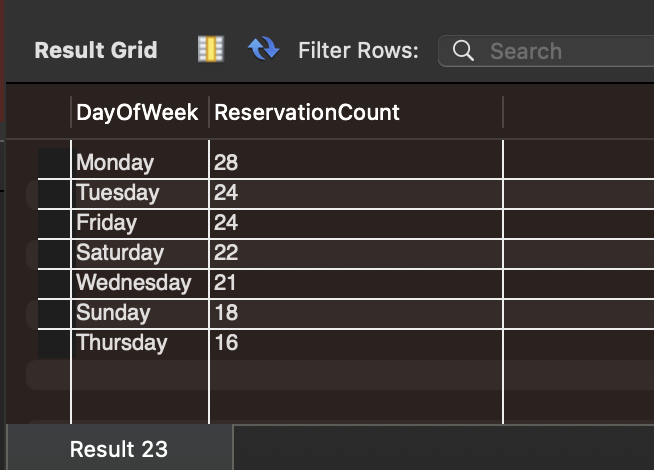 Result Grid Filter Rows: Search
DayOfWeek ReservationCount
Monday 28
Tuesday 24
Friday 24
Saturday 22
Wednesday 21
Sunday 18
Thursday 16
Result 23